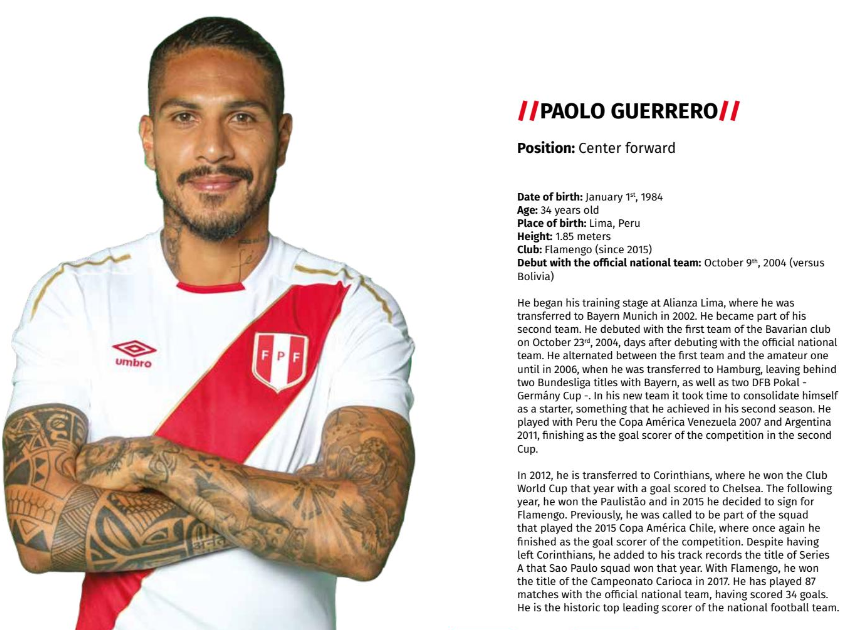 umbro
FPF
//PAOLO GUERRERO//
Position: Center forward
Date of birth: January 1st, 1984
Age: 34 years old
Place of birth: Lima, Peru
Height: 1.85 meters
Club: Flamengo (since 2015)
Debut with the official national team: October 9th, 2004 (versus
Bolivia)
He began his training stage at Alianza Lima, where he was
transferred to Bayern Munich in 2002. He became part of his
second team. He debuted with the first team of the Bavarian club
on October 23rd, 2004, days after debuting with the official national
team. He alternated between the first team and the amateur one
until in 2006, when he was transferred to Hamburg, leaving behind
two Bundesliga titles with Bayern, as well as two DFB Pokal -
Germány Cup -. In his new team it took time to consolidate himself
as a starter, something that he achieved in his second season. He
played with Peru the Copa América Venezuela 2007 and Argentina
2011, finishing as the goal scorer of the competition in the second
Cup.
In 2012, he is transferred to Corinthians, where he won the Club
World Cup that year with a goal scored to Chelsea. The following
year, he won the Paulistão and in 2015 he decided to sign for
Flamengo. Previously, he was called to be part of the squad
that played the 2015 Copa América Chile, where once again he
finished as the goal scorer of the competition. Despite having
left Corinthians, he added to his track records the title of Series
A that Sao Paulo squad won that year. With Flamengo, he won
the title of the Campeonato Carioca in 2017. He has played 87
matches with the official national team, having scored 34 goals.
He is the historic top leading scorer of the national football team.